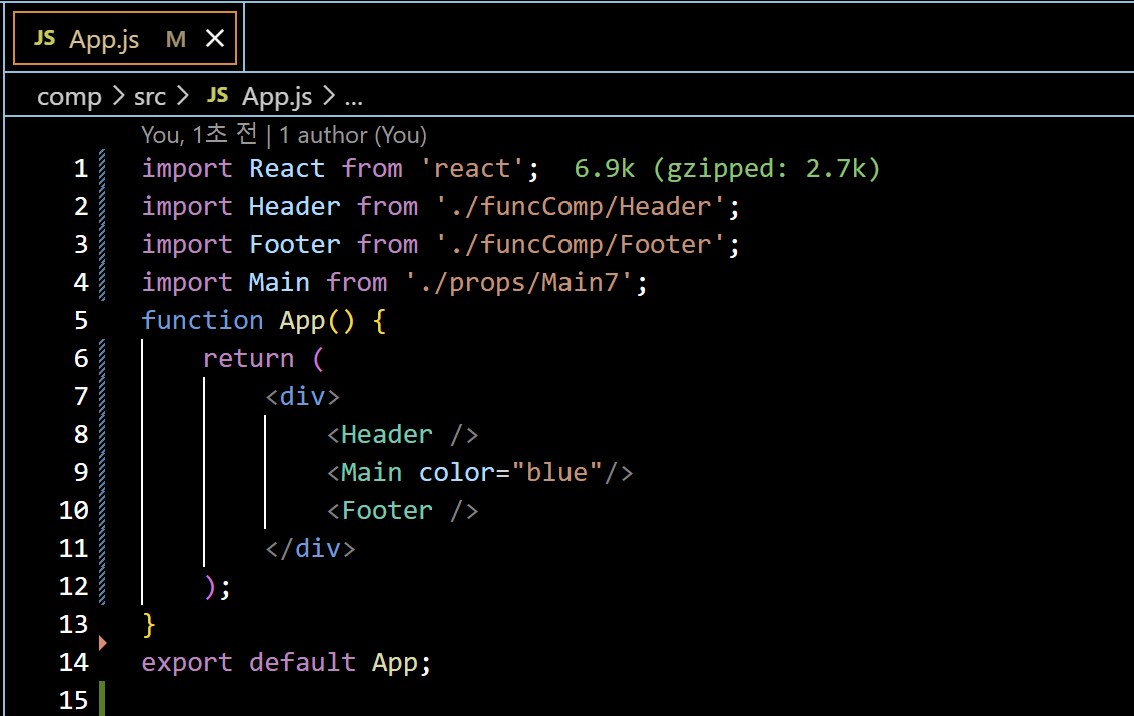 JS App.js M
comp > src > JS App.js > ...
You, 1초 전 | 1 author (You)
1 import React from 'react'; 6.9k (gzipped: 2.7k)
2 import Header from './funcComp/Header';
3 import Footer from './funcComp/Footer';
4 import Main from './props/Main7';
5 function App() {
6 return (
7 <div>
8 <Header />
9 <Main color="blue"/>
10 <Footer />
11 </div>
12 );
13 }
14 export default App;
15